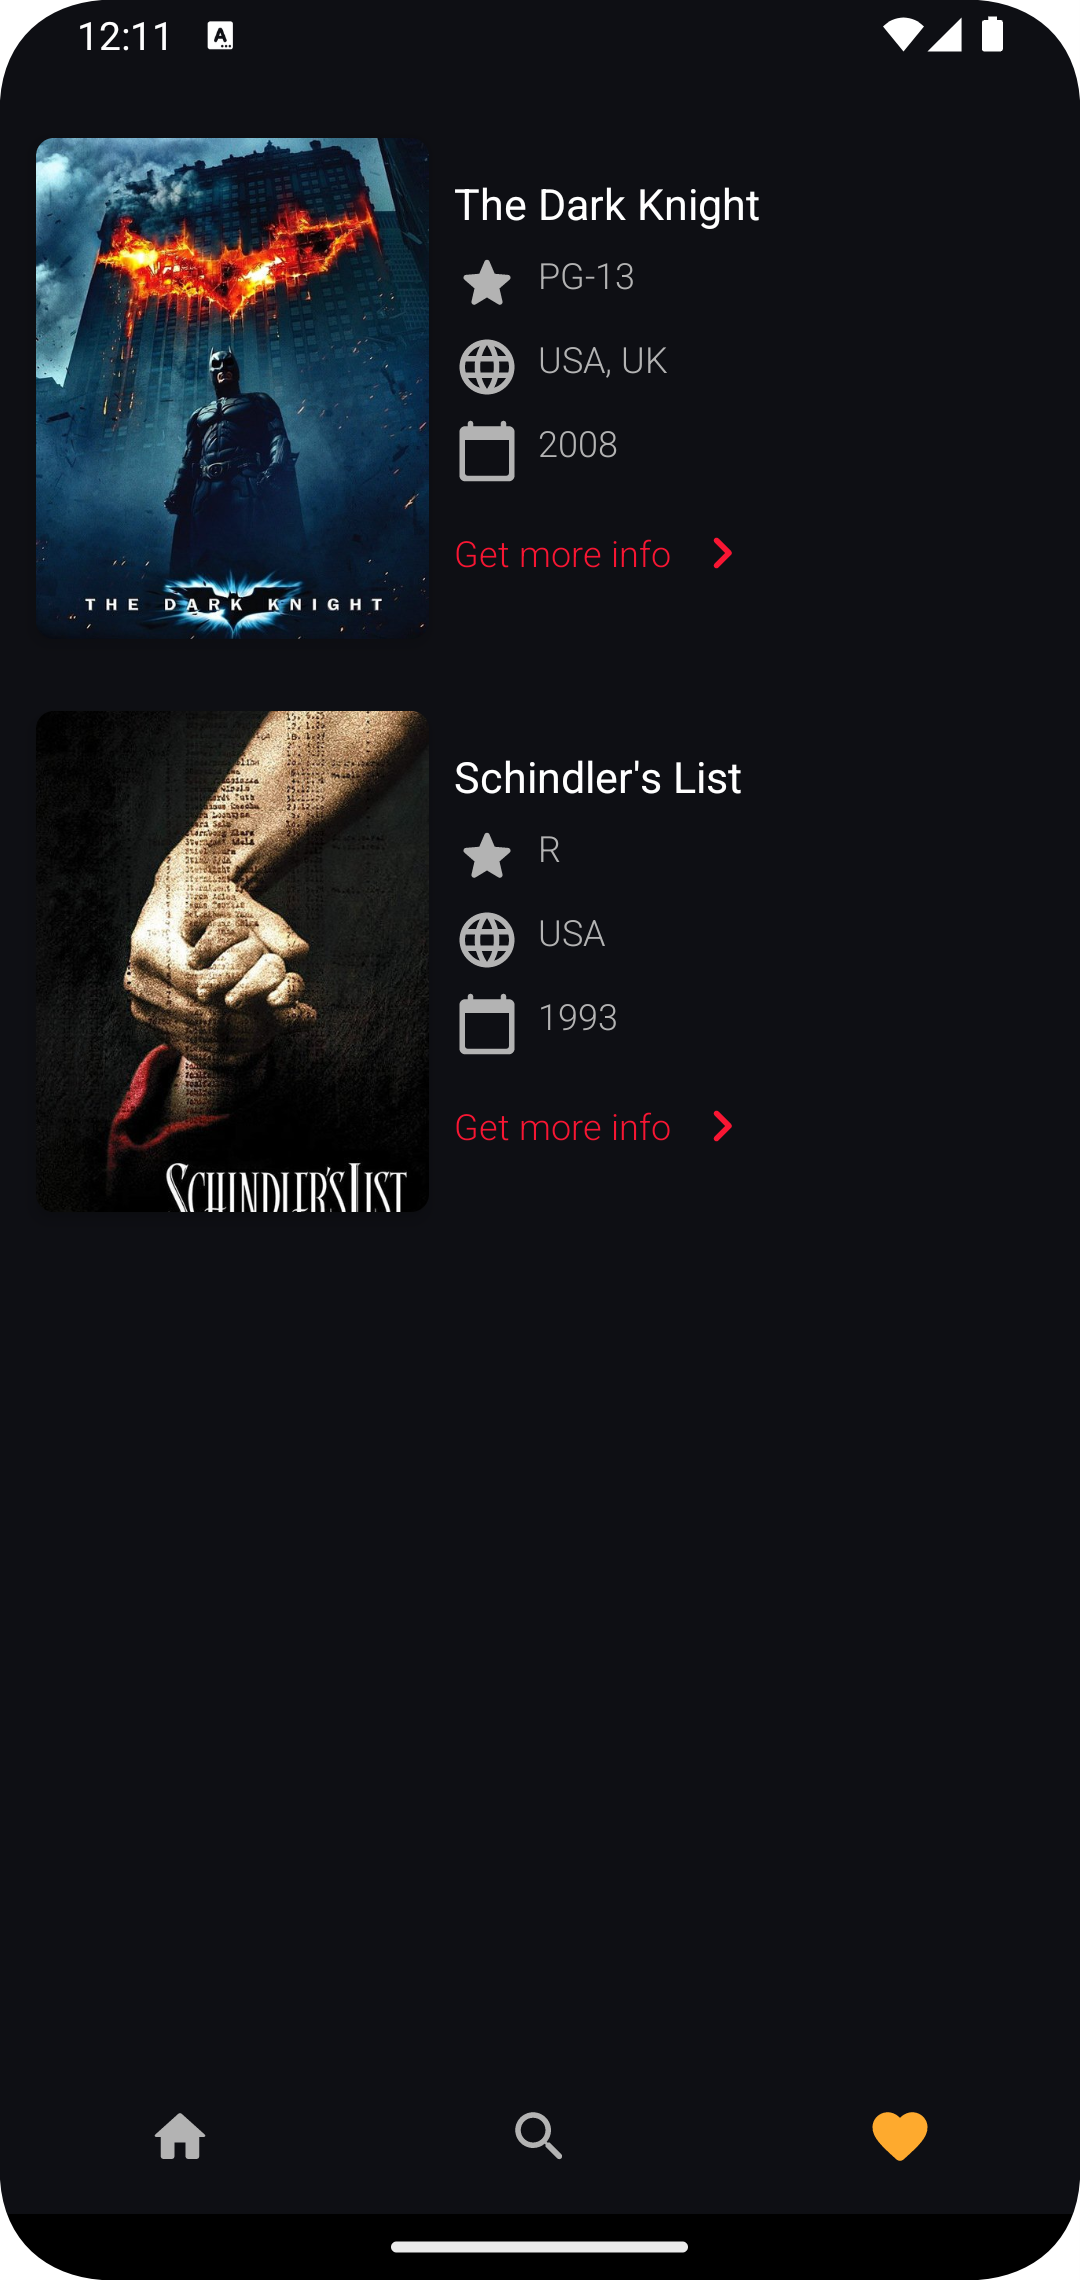 12:11
THE DARK KNIGHT
The Dark Knight
PG-13
USA, UK
2008
Get more info
SCHINDLER'S LIST
Schindler's List
R
USA
1993
Get more info